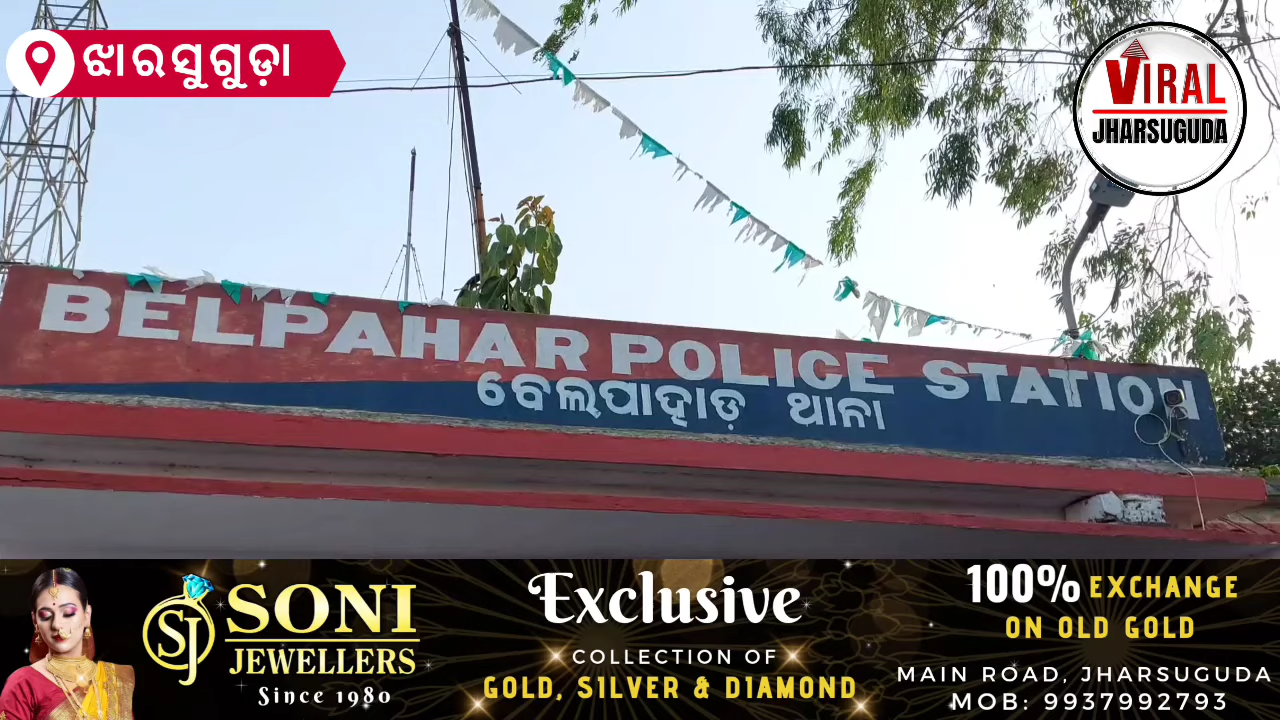 ଝାରସୁଗୁଡ଼ା
VIRAL
JHARSUGUDA
BELPAHAR POLICE STATION
ବେଲପାହାଡ଼ ଥାନା
SJ
SONI
JEWELLERS
Since 1980
Exclusive
COLLECTION OF
GOLD, SILVER & DIAMOND
100% EXCHANGE
ON OLD GOLD
MAIN ROAD, JHARSUGUDA
MOB: 9937992793